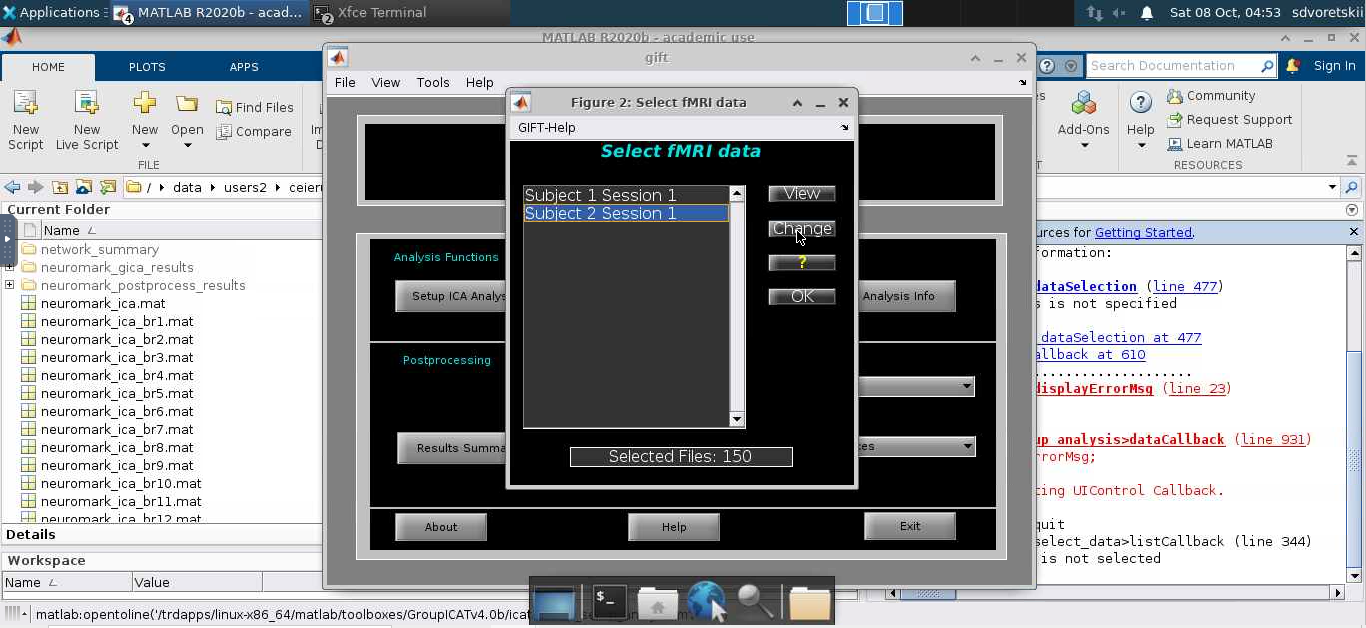 Applications
4
MATLAB R2020b - acad...
2
Xfce Terminal
Sat 08 Oct, 04:53
sdvoretskii
MATLAB R2020b - academic use
HOME
PLOTS
APPS
Search Documentation
Sign In
New
Script
New
Live Script
New
Open
Find Files
Compare
FILE
Add-Ons
Help
Community
Request Support
Learn MATLAB
RESOURCES
/ data users2 ceier
Current Folder
Name
network_summary
neuromark_gica_results
neuromark_postprocess_results
neuromark_ica.mat
neuromark_ica_br1.mat
neuromark_ica_br2.mat
neuromark_ica_br3.mat
neuromark_ica_br4.mat
neuromark_ica_br5.mat
neuromark_ica_br6.mat
neuromark_ica_br7.mat
neuromark_ica_br8.mat
neuromark_ica_br9.mat
neuromark_ica_br10.mat
neuromark_ica_br11.mat
neuromark_ica_br12.mat
Details
Workspace
Name
Value
matlab:opentoline('/trdapps/linux-x86_64/matlab/toolboxes/GroupICATv4.0b/icat
gift
File
View
Tools
Help
Analysis Functions
Setup ICA Analys
Analysis Info
Postprocessing
Results Summa
ces
About
Help
Exit
Figure 2: Select fMRI data
GIFT-Help
Select fMRI data
Subject 1 Session 1
Subject 2 Session 1
View
Change
?
OK
Selected Files: 150
urces for Getting Started.
formation:
dataSelection (line 477)
s is not specified
dataSelection at 477
allback at 610
displayErrorMsg (line 23)
up_analysis>dataCallback (line 931)
rrorMsg;
ting UIControl Callback.
quit
select_data>listCallback (line 344)
is not selected